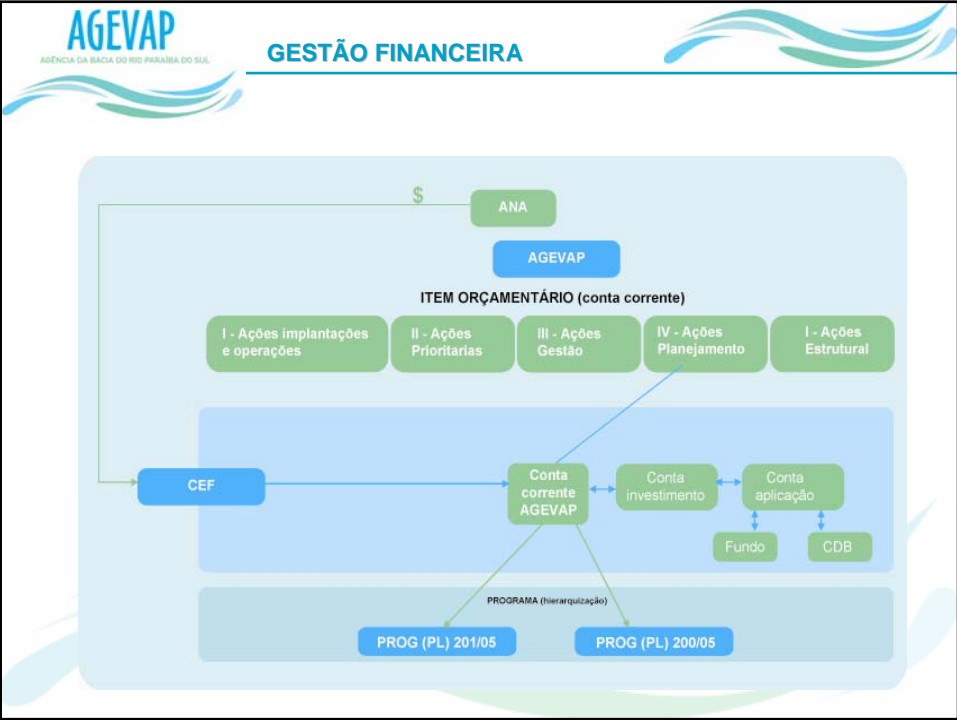 AGEVAP
AGÊNCIA DA BACIA DO RIO PARAÍBA DO SUL
GESTÃO FINANCEIRA
$
ANA
AGEVAP
ITEM ORÇAMENTÁRIO (conta corrente)
I - Ações implantações
e operações
II - Ações
Prioritarias
III - Ações
Gestão
IV - Ações
Planejamento
I - Ações
Estrutural
CEF
Conta
corrente
AGEVAP
Conta
investimento
Conta
aplicação
Fundo
CDB
PROGRAMA (hierarquização)
PROG (PL) 201/05
PROG (PL) 200/05